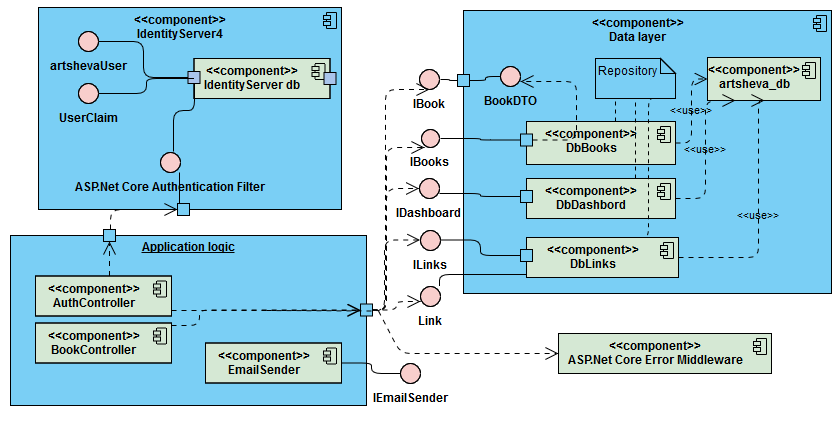 <<component>>
IdentityServer4
artshevaUser
<<component>>
IdentityServer db
UserClaim
ASP.Net Core Authentication Filter
<<component>>
Data layer
IBook
BookDTO
Repository
<<component>>
artsheva_db
<<use>>
IBooks
<<component>>
DbBooks
<<use>>
IDashboard
<<component>>
DbDashbord
<<use>>
ILinks
<<component>>
DbLinks
Link
Application logic
<<component>>
AuthController
<<component>>
BookController
<<component>>
EmailSender
IEmailSender
<<component>>
ASP.Net Core Error Middleware